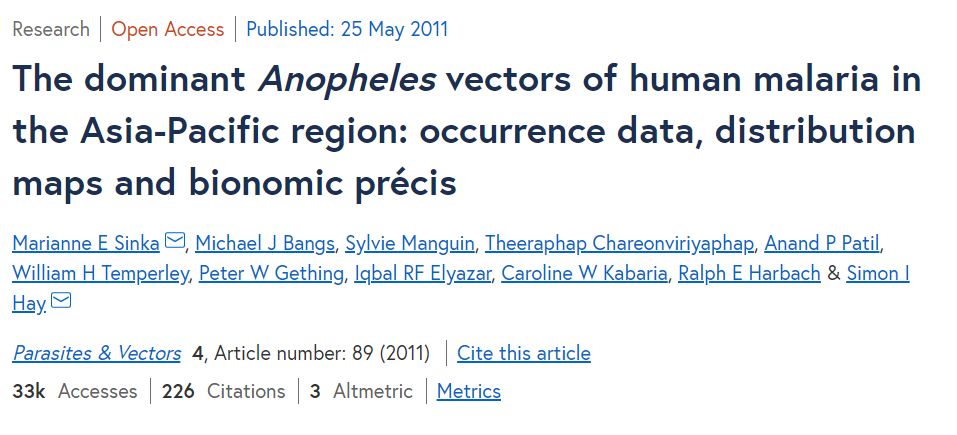 Research | Open Access | Published: 25 May 2011
The dominant Anopheles vectors of human malaria in
the Asia-Pacific region: occurrence data, distribution
maps and bionomic précis
Marianne E Sinka, Michael J Bangs, Sylvie Manguin, Theeraphap Chareonviriyaphap, Anand P Patil,
William H Temperley, Peter W Gething, Iqbal RF Elyazar, Caroline W Kabaria, Ralph E Harbach & Simon I
Hay
Parasites & Vectors 4, Article number: 89 (2011) | Cite this article
33k Accesses | 226 Citations | 3 Altmetric | Metrics